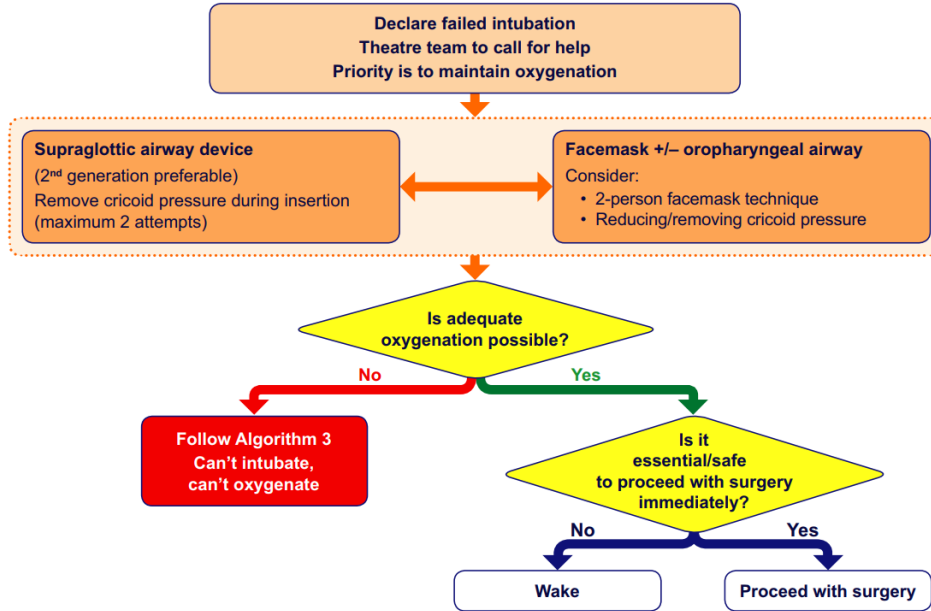 Declare failed intubation
Theatre team to call for help
Priority is to maintain oxygenation
Supraglottic airway device
(2nd generation preferable)
Remove cricoid pressure during insertion
(maximum 2 attempts)
Facemask +/– oropharyngeal airway
Consider:
• 2-person facemask technique
• Reducing/removing cricoid pressure
Is adequate
oxygenation possible?
No
Yes
Follow Algorithm 3
Can’t intubate,
can’t oxygenate
Is it
essential/safe
to proceed with surgery
immediately?
No
Yes
Wake
Proceed with surgery